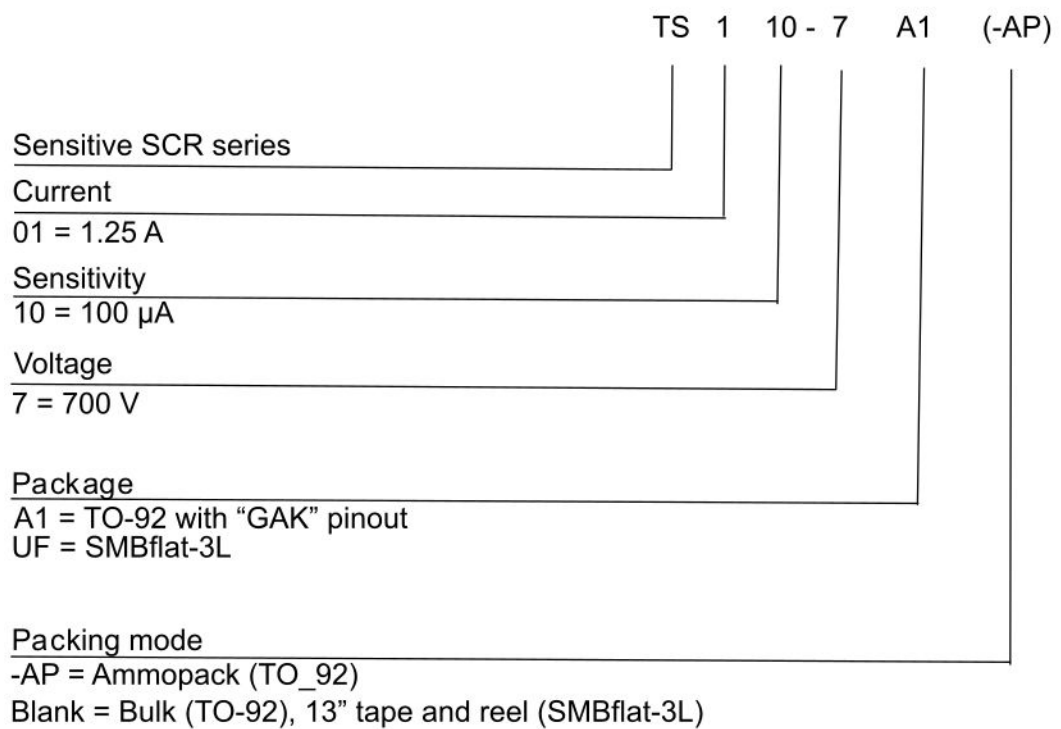 TS 1 10 - 7 A1 (-AP)
Sensitive SCR series
Current
01 = 1.25 A
Sensitivity
10 = 100 µA
Voltage
7 = 700 V
Package
A1 = TO-92 with “GAK” pinout
UF = SMBflat-3L
Packing mode
-AP = Ammopack (TO_92)
Blank = Bulk (TO-92), 13” tape and reel (SMBflat-3L)